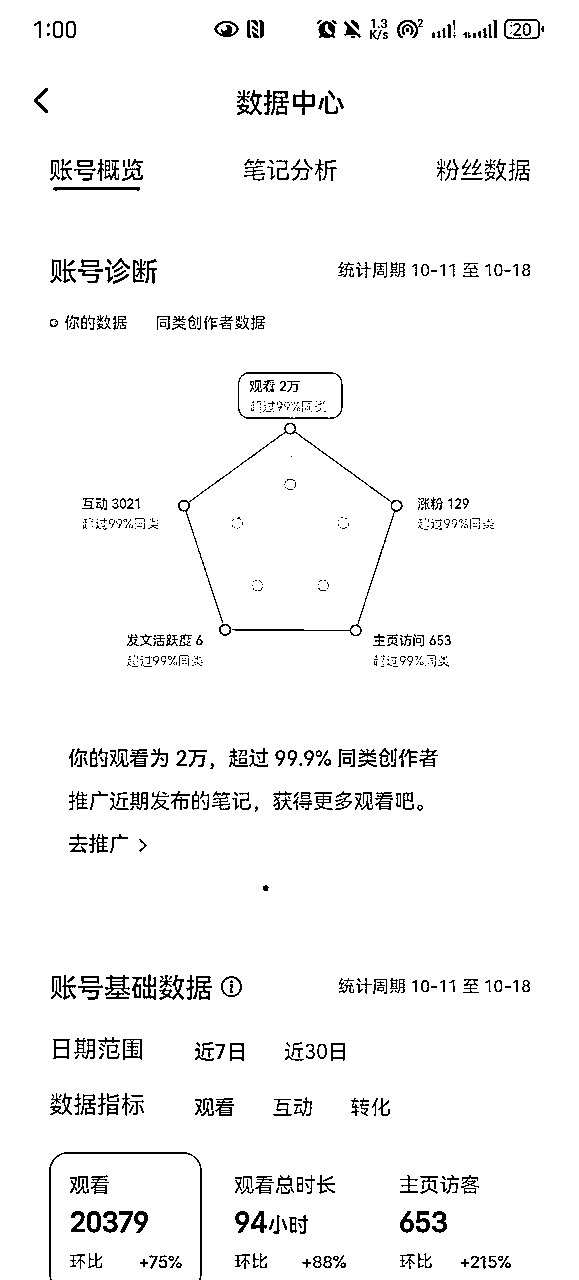 1:00 1.3 K/s 2 20
数据中心
账号概览 笔记分析 粉丝数据
账号诊断 统计周期 10-11 至 10-18
你的数据 同类创作者数据
观看 2万
超过99%同类
互动 3021 涨粉 129
超过99%同类 超过99%同类
发文活跃度 6 主页访问 653
超过99%同类 超过99%同类
你的观看为 2万，超过 99.9% 同类创作者
推广近期发布的笔记，获得更多观看吧。
去推广 >
账号基础数据 统计周期 10-11 至 10-18
日期范围 近7日 近30日
数据指标 观看 互动 转化
观看 观看总时长 主页访客
20379 94小时 653
环比 +75% 环比 +88% 环比 +215%